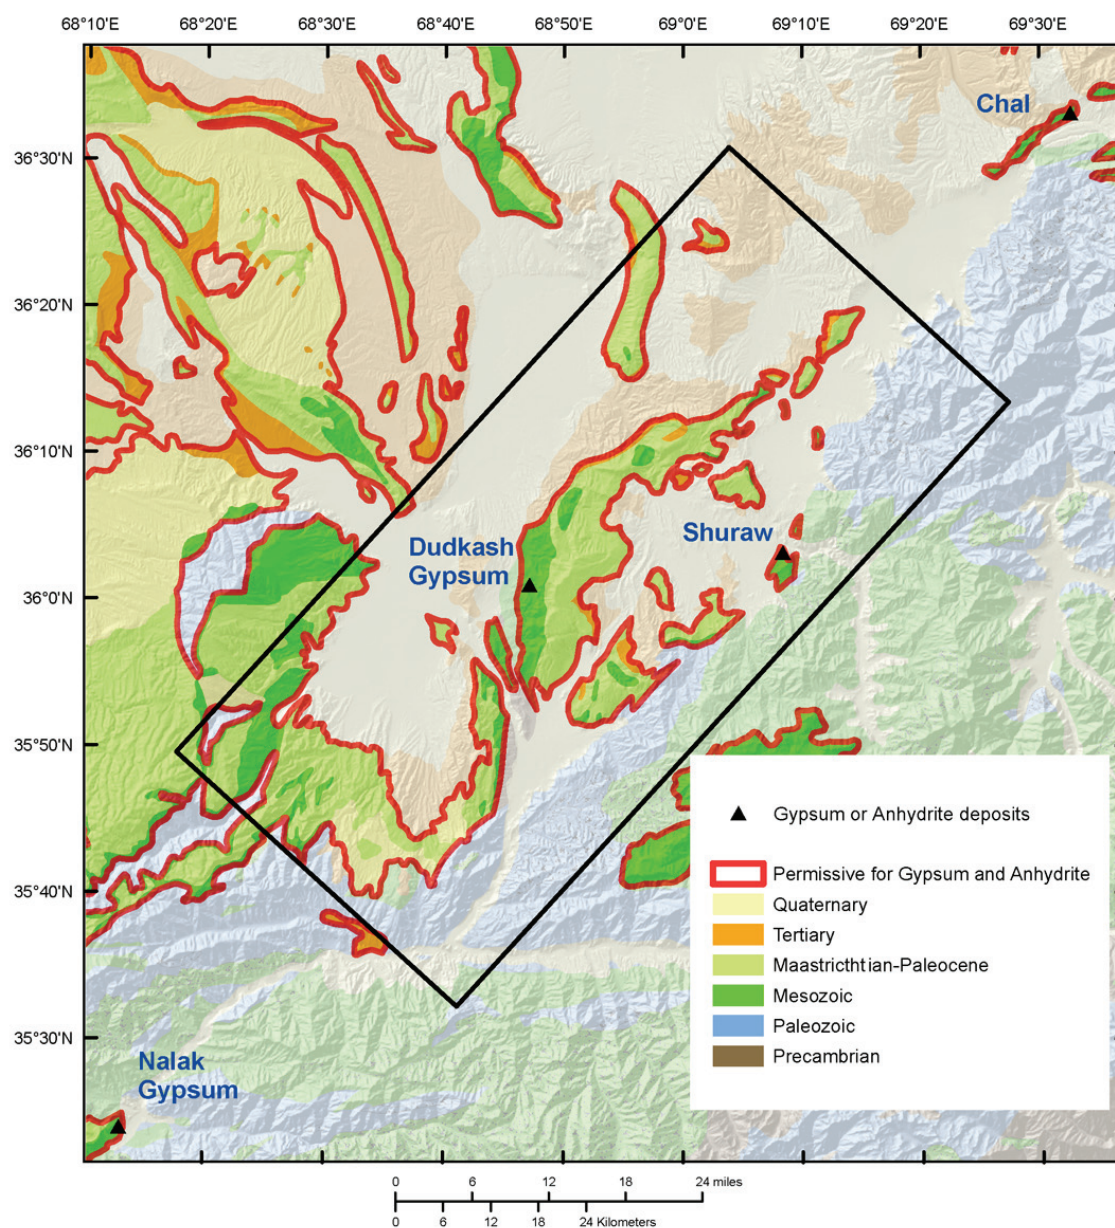 68°10'E 68°20'E 68°30'E 68°40'E 68°50'E 69°0'E 69°10'E 69°20'E 69°30'E
Chal
36°30'N
36°20'N
36°10'N
Dudkash
Gypsum
Shuraw
36°0'N
35°50'N
35°40'N
35°30'N
Gypsum or Anhydrite deposits
Permissive for Gypsum and Anhydrite
Quaternary
Tertiary
Maastricthtian-Paleocene
Mesozoic
Paleozoic
Precambrian
Nalak
Gypsum
0 6 12 18 24 miles
0 6 12 18 24 Kilometers